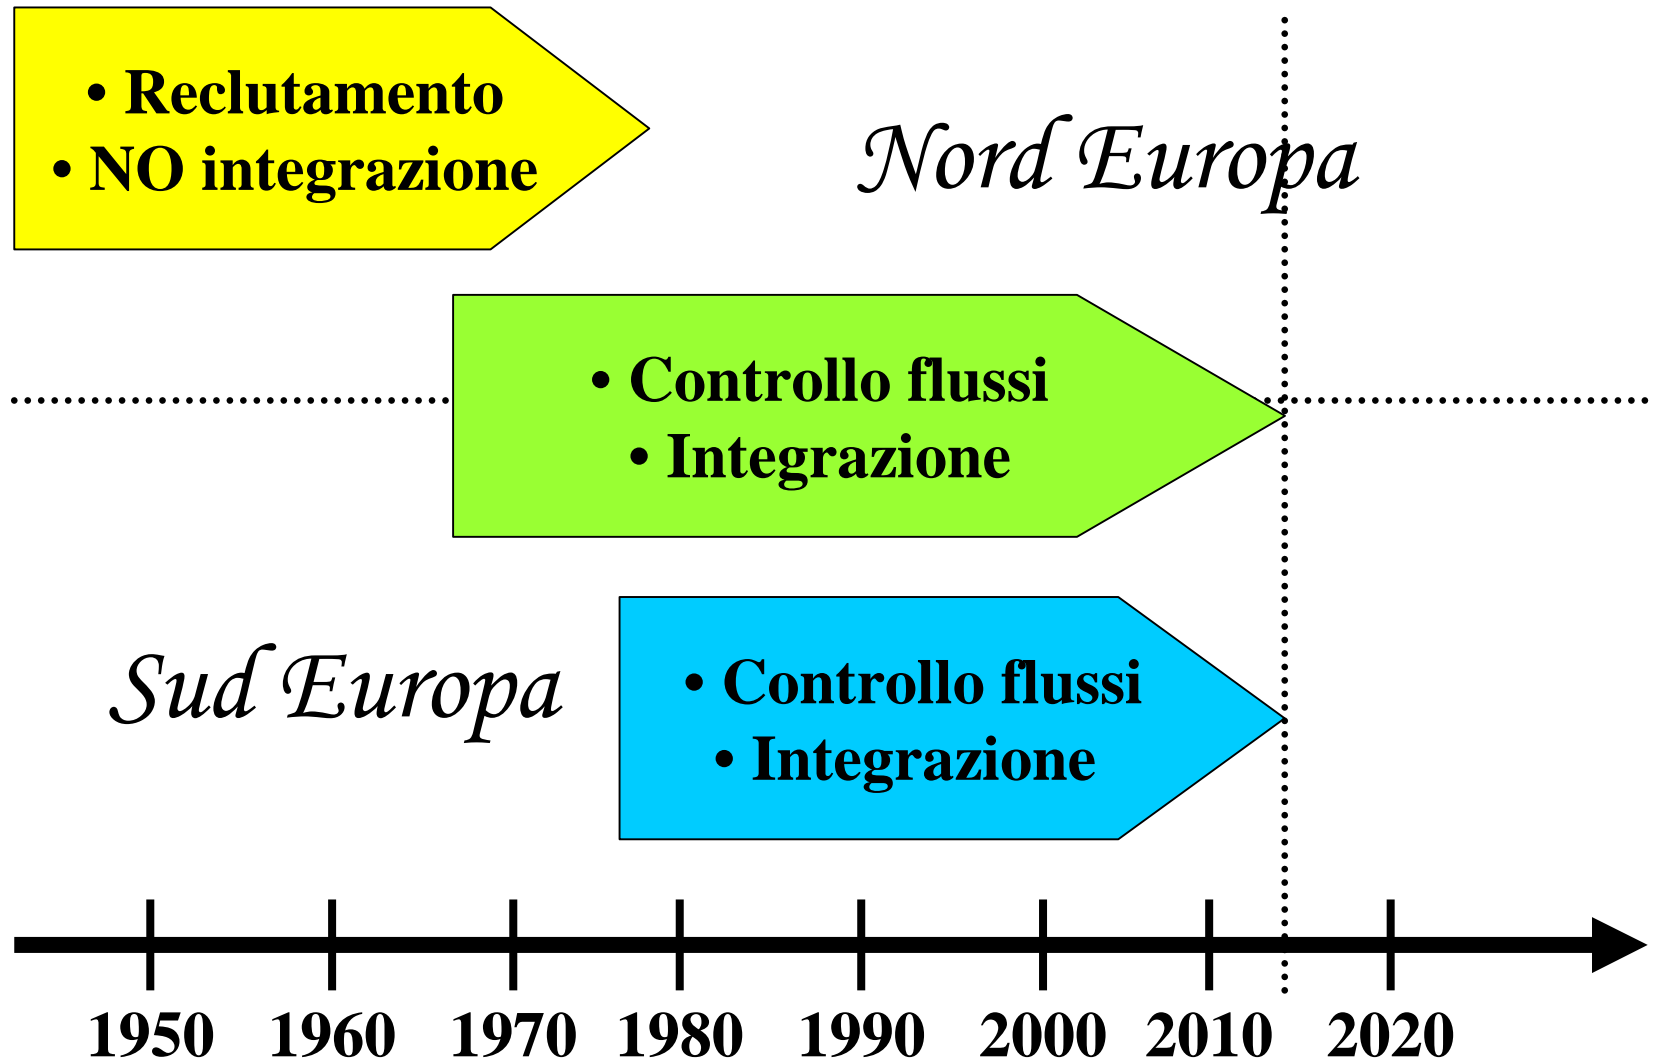 • Reclutamento
• NO integrazione
Nord Europa
• Controllo flussi
• Integrazione
Sud Europa
• Controllo flussi
• Integrazione
1950 1960 1970 1980 1990 2000 2010 2020